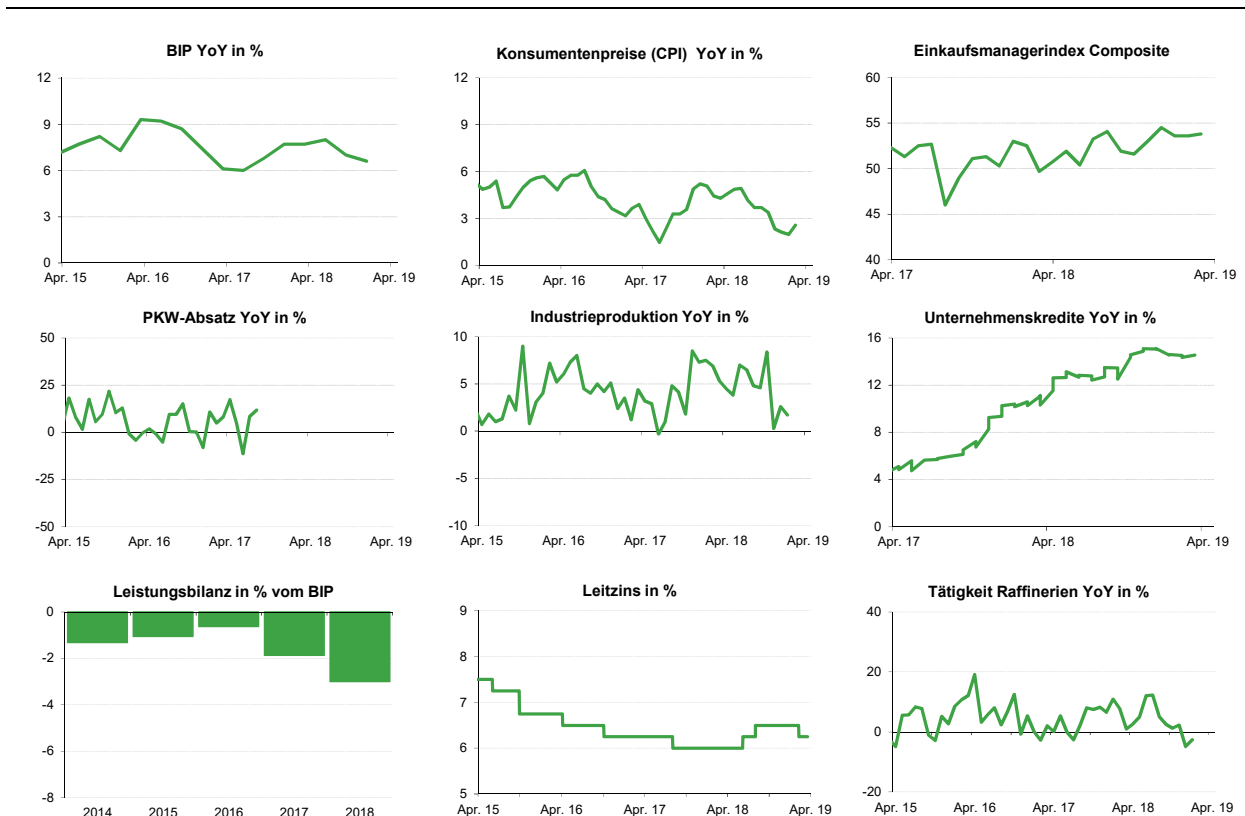 BIP YoY in %
12
9
6
3
0
Apr. 15 Apr. 16 Apr. 17 Apr. 18 Apr. 19
Konsumentenpreise (CPI) YoY in %
12
9
6
3
0
Apr. 15 Apr. 16 Apr. 17 Apr. 18 Apr. 19
Einkaufsmanagerindex Composite
60
55
50
45
40
Apr. 17 Apr. 18 Apr. 19
PKW-Absatz YoY in %
50
25
0
-25
-50
Apr. 15 Apr. 16 Apr. 17 Apr. 18 Apr. 19
Industrieproduktion YoY in %
10
5
0
-5
-10
Apr. 15 Apr. 16 Apr. 17 Apr. 18 Apr. 19
Unternehmenskredite YoY in %
16
12
8
4
0
Apr. 17 Apr. 18 Apr. 19
Leistungsbilanz in % vom BIP
0
-2
-4
-6
-8
2014 2015 2016 2017 2018
Leitzins in %
9
8
7
6
5
Apr. 15 Apr. 16 Apr. 17 Apr. 18 Apr. 19
Tätigkeit Raffinerien YoY in %
40
20
0
-20
Apr. 15 Apr. 16 Apr. 17 Apr. 18 Apr. 19